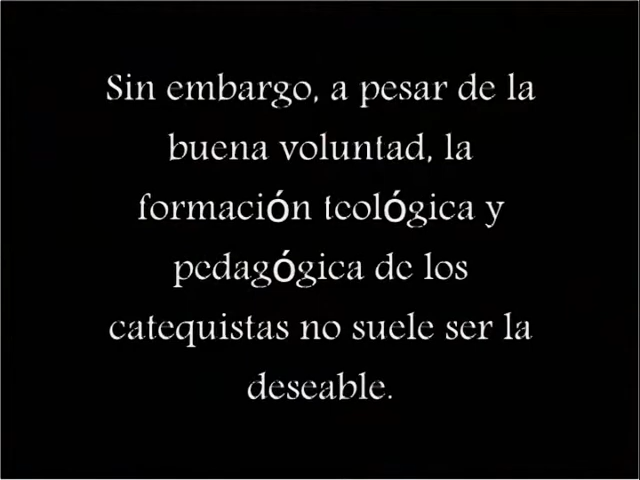 Sin embargo, a pesar de la
buena voluntad, la
formación teológica y
pedagógica de los
catequistas no suele ser la
deseable.